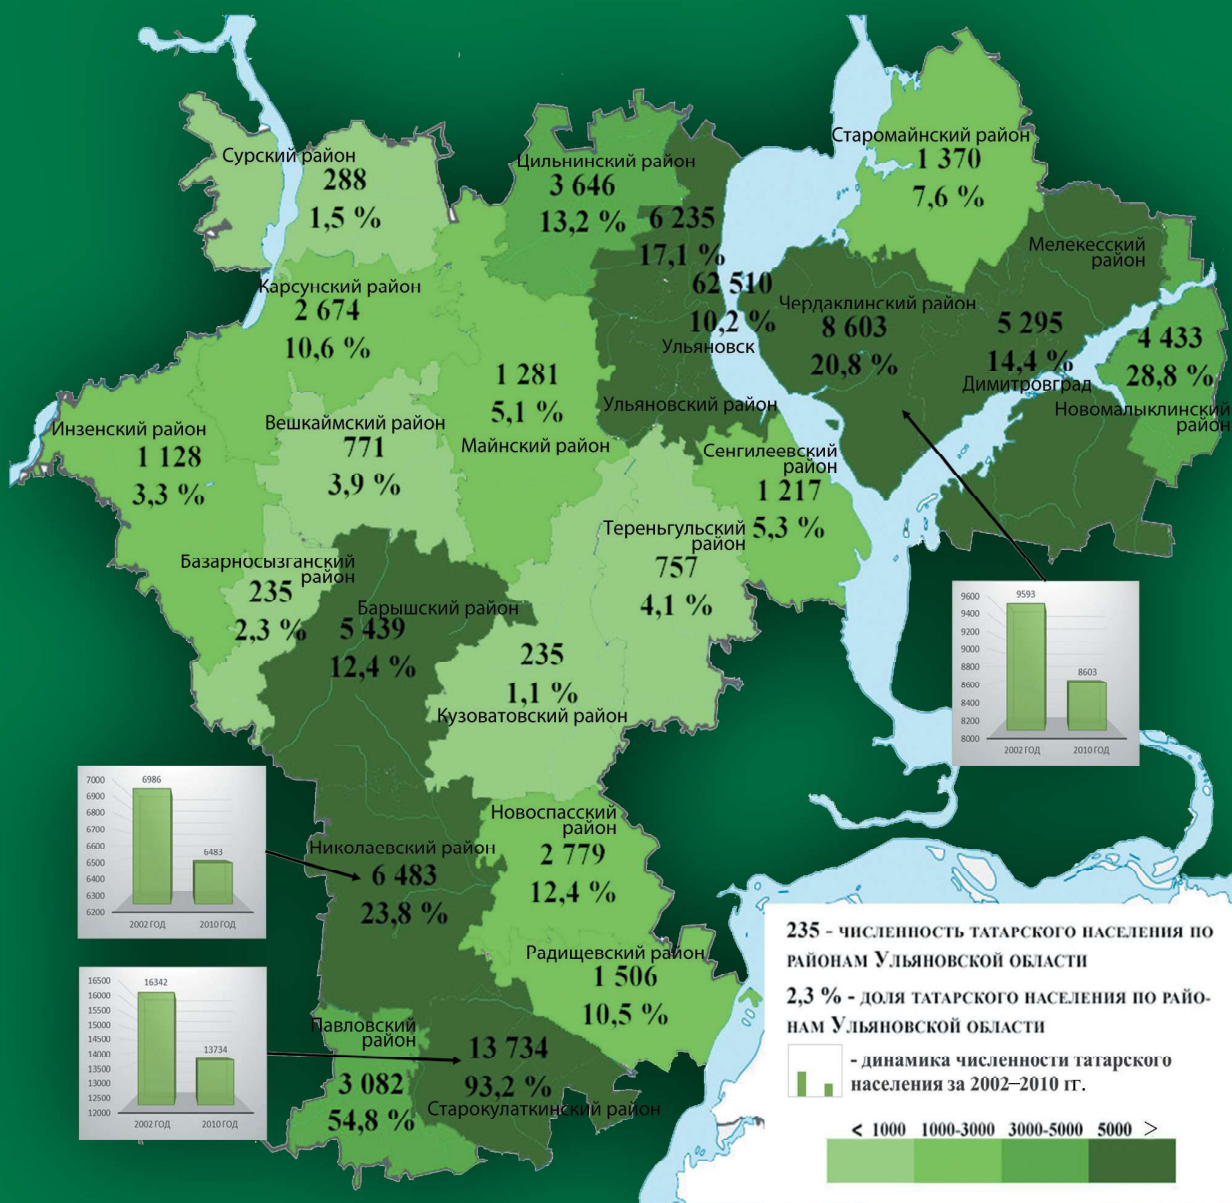 Сурский район
288
1,5 %
Цильнинский район
3 646
13,2 %
6 235
17,1 %
62 510
10,2 %
Ульяновск
Ульяновский район
Старомайнский район
1 370
7,6 %
Мелекесский
район
5 295
14,4 %
Димитровград
Чердаклинский район
8 603
20,8 %
4 433
28,8 %
Новомалыклинский
район
Карсунский район
2 674
10,6 %
1 281
5,1 %
Майнский район
Вешкаймский район
771
3,9 %
Инзенский район
1 128
3,3 %
Сенгилеевский
район
1 217
5,3 %
Тереньгульский
район
757
4,1 %
Базарносызганский
район
235
2,3 %
Барышский район
5 439
12,4 %
235
1,1 %
Кузоватовский район
9600
9400
9200
9000
8800
8600
8400
8200
8000
9593
8603
2002 ГОД
2010 ГОД
7000
6900
6800
6700
6600
6500
6400
6300
6200
6986
6483
2002 ГОД
2010 ГОД
Николаевский район
6 483
23,8 %
Новоспасский
район
2 779
12,4 %
Радищевский район
1 506
10,5 %
16500
16000
15500
15000
14500
14000
13500
13000
12500
12000
16342
13734
2002 ГОД
2010 ГОД
Павловский
район
3 082
54,8 %
13 734
93,2 %
Старокулаткинский район
235 - численность татарского населения по
районам Ульяновской области
2,3 % - доля татарского населения по райо-
нам Ульяновской области
- динамика численности татарского
населения за 2002–2010 гг.
< 1000 1000-3000 3000-5000 5000 >